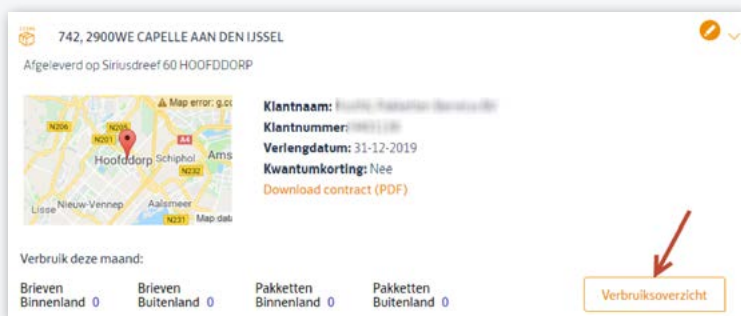 742, 2900WE CAPELLE AAN DEN IJSSEL
Afgeleverd op Siriusdreef 60 HOOFDDORP
Map error: g.co
N206
N205
N201
A4
Hoofddorp
Schiphol
Ams
N232
Lisse
Nieuw-Vennep
Aalsmeer
N231
Map data
Klantnaam:
Klantnummer:
Verlengdatum: 31-12-2019
Kwantumkorting: Nee
Download contract (PDF)
Verbruik deze maand:
Brieven
Binnenland 0
Brieven
Buitenland 0
Pakketten
Binnenland 0
Pakketten
Buitenland 0
Verbruiksoverzicht